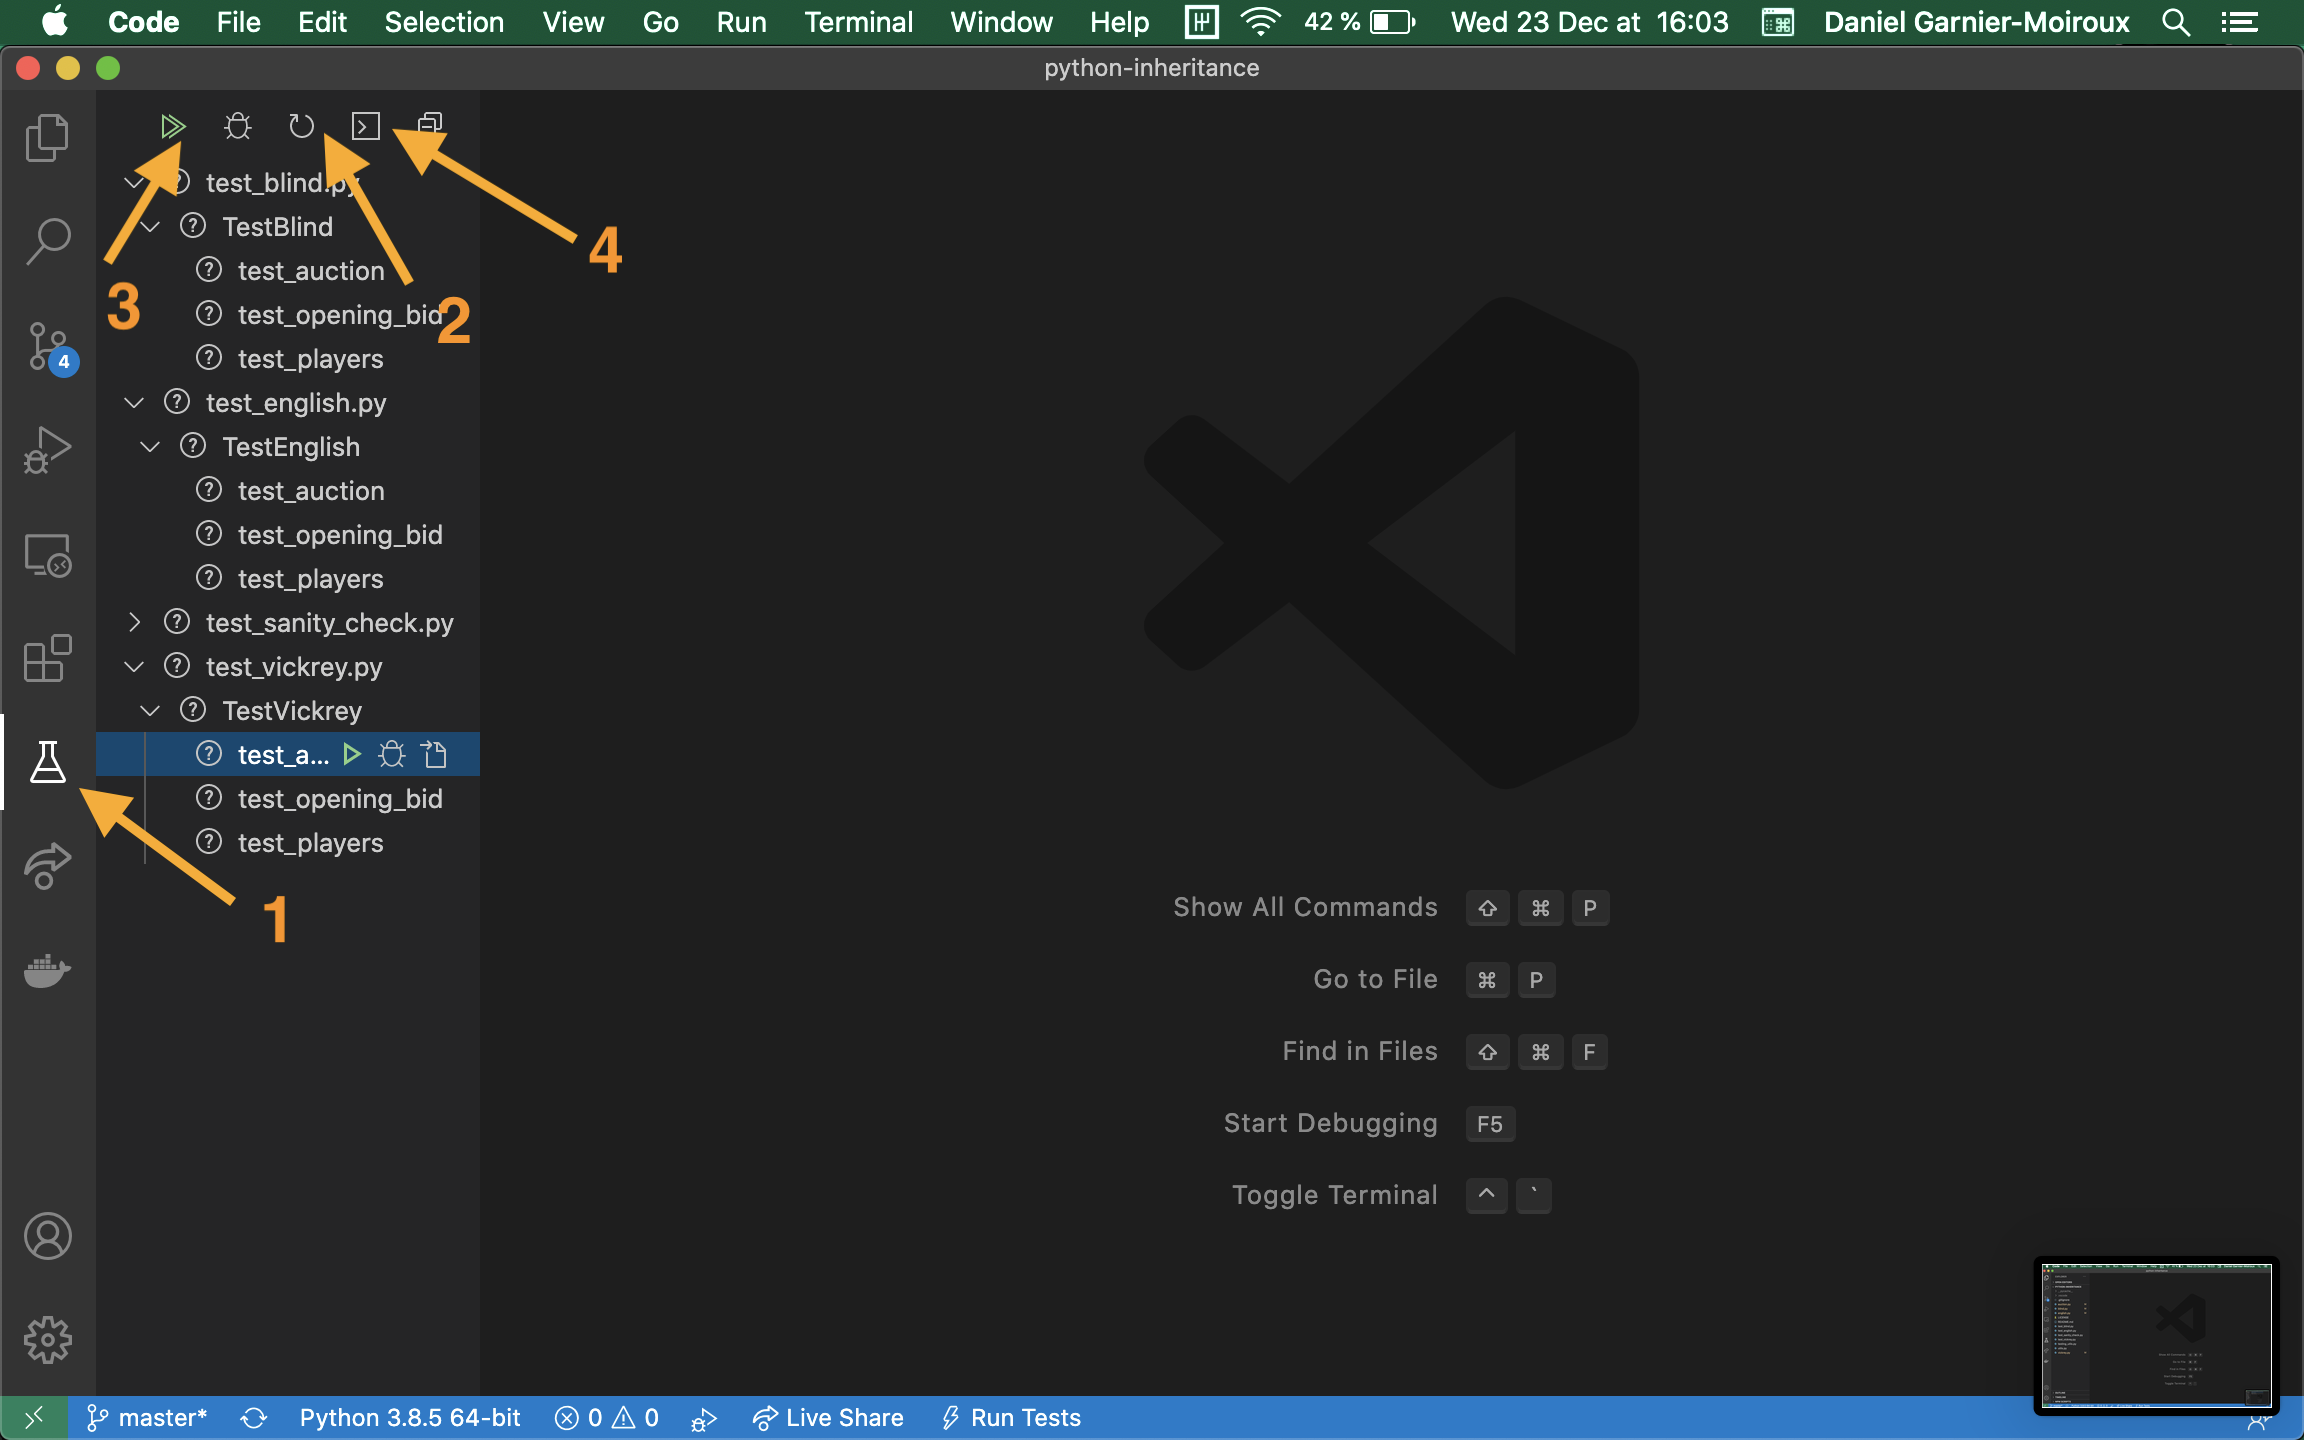 Code File Edit Selection View Go Run Terminal Window Help 42 % Wed 23 Dec at 16:03 Daniel Garnier-Moiroux
python-inheritance
test_blind.py
TestBlind
4
test_auction
3
test_opening_bid
2
test_players
4
test_english.py
TestEnglish
test_auction
test_opening_bid
test_players
test_sanity_check.py
test_vickrey.py
TestVickrey
test_a...
test_opening_bid
test_players
1
Show All Commands ⇧ ⌘ P
Go to File ⌘ P
Find in Files ⇧ ⌘ F
Start Debugging F5
Toggle Terminal ^ `
master* Python 3.8.5 64-bit 0 0 Live Share Run Tests